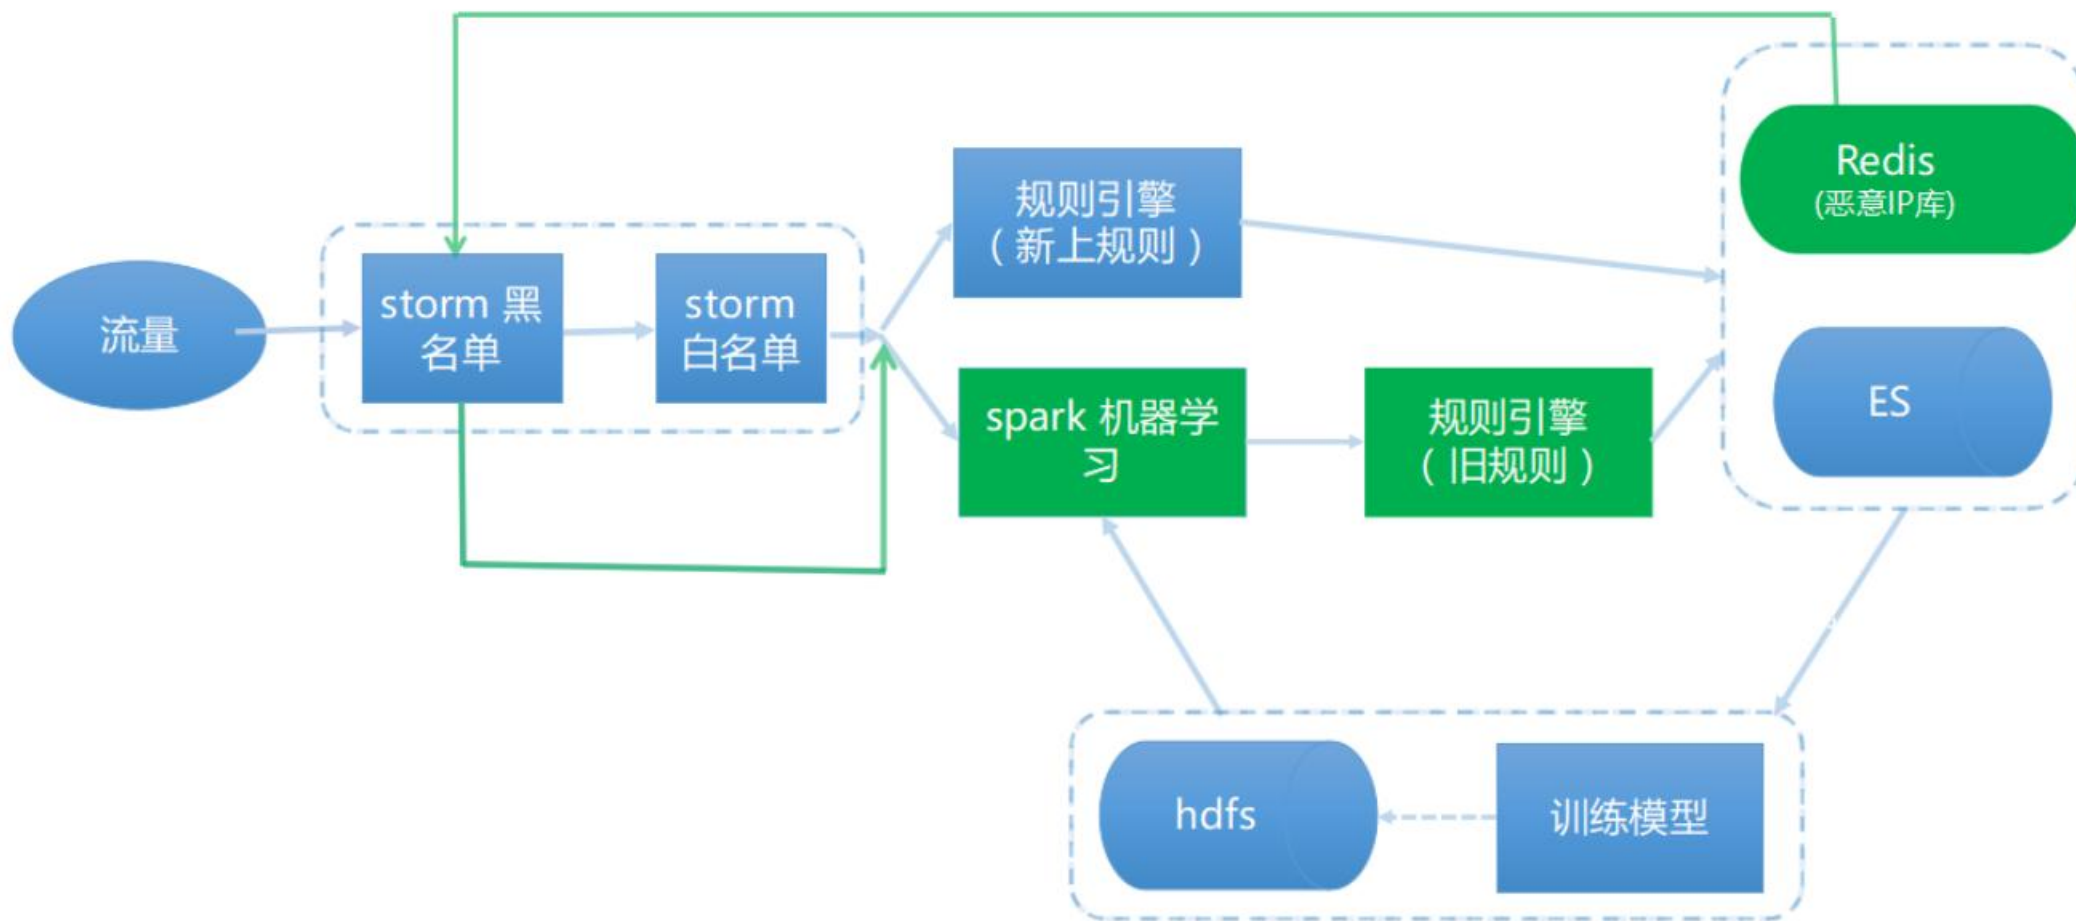 流量
storm 黑
名单
storm
白名单
规则引擎
（新上规则）
spark 机器学
习
规则引擎
（旧规则）
Redis
(恶意IP库)
ES
hdfs
训练模型